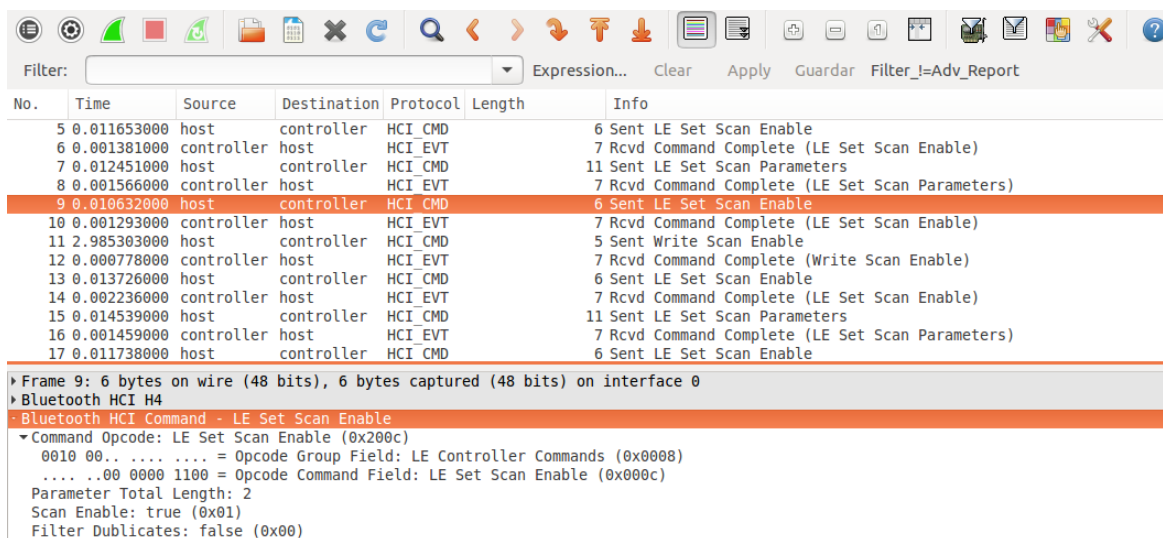 Filter: Expression... Clear Apply Guardar Filter_!=Adv_Report
No. Time Source Destination Protocol Length Info
5 0.011653000 host controller HCI_CMD 6 Sent LE Set Scan Enable
6 0.001381000 controller host HCI_EVT 7 Rcvd Command Complete (LE Set Scan Enable)
7 0.012451000 host controller HCI_CMD 11 Sent LE Set Scan Parameters
8 0.001566000 controller host HCI_EVT 7 Rcvd Command Complete (LE Set Scan Parameters)
9 0.010632000 host controller HCI_CMD 6 Sent LE Set Scan Enable
10 0.001293000 controller host HCI_EVT 7 Rcvd Command Complete (LE Set Scan Enable)
11 2.985303000 host controller HCI_CMD 5 Sent Write Scan Enable
12 0.000778000 controller host HCI_EVT 7 Rcvd Command Complete (Write Scan Enable)
13 0.013726000 host controller HCI_CMD 6 Sent LE Set Scan Enable
14 0.002236000 controller host HCI_EVT 7 Rcvd Command Complete (LE Set Scan Enable)
15 0.014539000 host controller HCI_CMD 11 Sent LE Set Scan Parameters
16 0.001459000 controller host HCI_EVT 7 Rcvd Command Complete (LE Set Scan Parameters)
17 0.011738000 host controller HCI_CMD 6 Sent LE Set Scan Enable
Frame 9: 6 bytes on wire (48 bits), 6 bytes captured (48 bits) on interface 0
Bluetooth HCI H4
Bluetooth HCI Command - LE Set Scan Enable
Command Opcode: LE Set Scan Enable (0x200c)
0010 00.. .... .... = Opcode Group Field: LE Controller Commands (0x0008)
.... ..00 0000 1100 = Opcode Command Field: LE Set Scan Enable (0x000c)
Parameter Total Length: 2
Scan Enable: true (0x01)
Filter Dublicates: false (0x00)